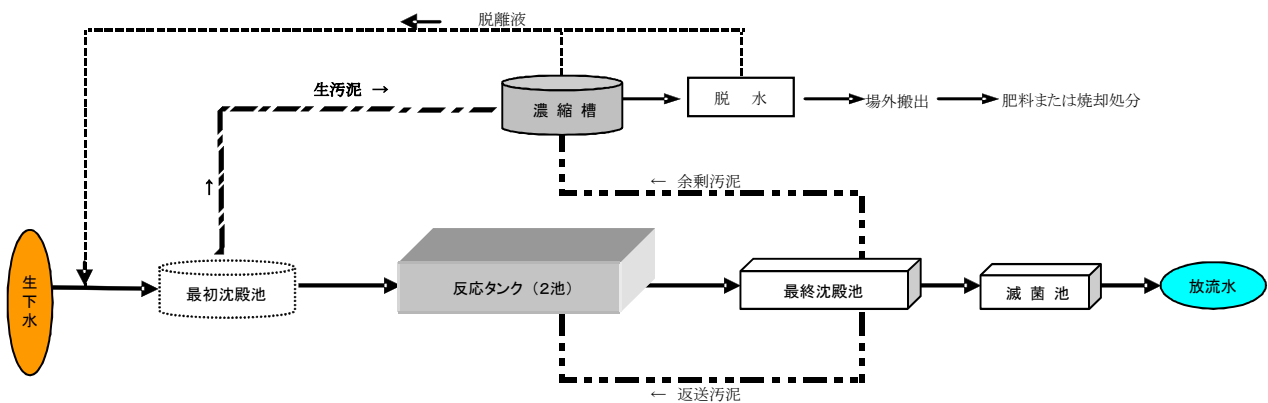 ← 脱離液
生汚泥 →
濃縮槽
脱 水
場外搬出
肥料または焼却処分
↑
← 余剰汚泥
生下水
最初沈殿池
反応タンク（2池）
最終沈殿池
滅菌池
放流水
← 返送汚泥